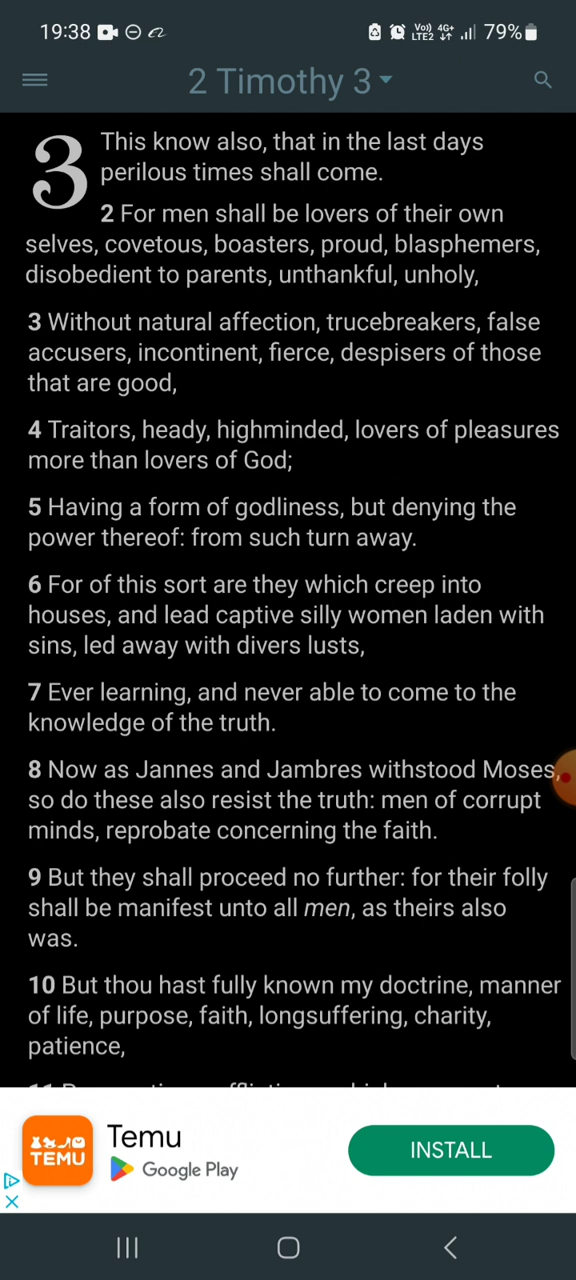 19:38
Vo)) 4G+
LTE2
79%
2 Timothy 3
3 This know also, that in the last days
perilous times shall come.
2 For men shall be lovers of their own
selves, covetous, boasters, proud, blasphemers,
disobedient to parents, unthankful, unholy,
3 Without natural affection, trucebreakers, false
accusers, incontinent, fierce, despisers of those
that are good,
4 Traitors, heady, highminded, lovers of pleasures
more than lovers of God;
5 Having a form of godliness, but denying the
power thereof: from such turn away.
6 For of this sort are they which creep into
houses, and lead captive silly women laden with
sins, led away with divers lusts,
7 Ever learning, and never able to come to the
knowledge of the truth.
8 Now as Jannes and Jambres withstood Moses,
so do these also resist the truth: men of corrupt
minds, reprobate concerning the faith.
9 But they shall proceed no further: for their folly
shall be manifest unto all men, as theirs also
was.
10 But thou hast fully known my doctrine, manner
of life, purpose, faith, longsuffering, charity,
patience,
TEMU
Temu
Google Play
INSTALL